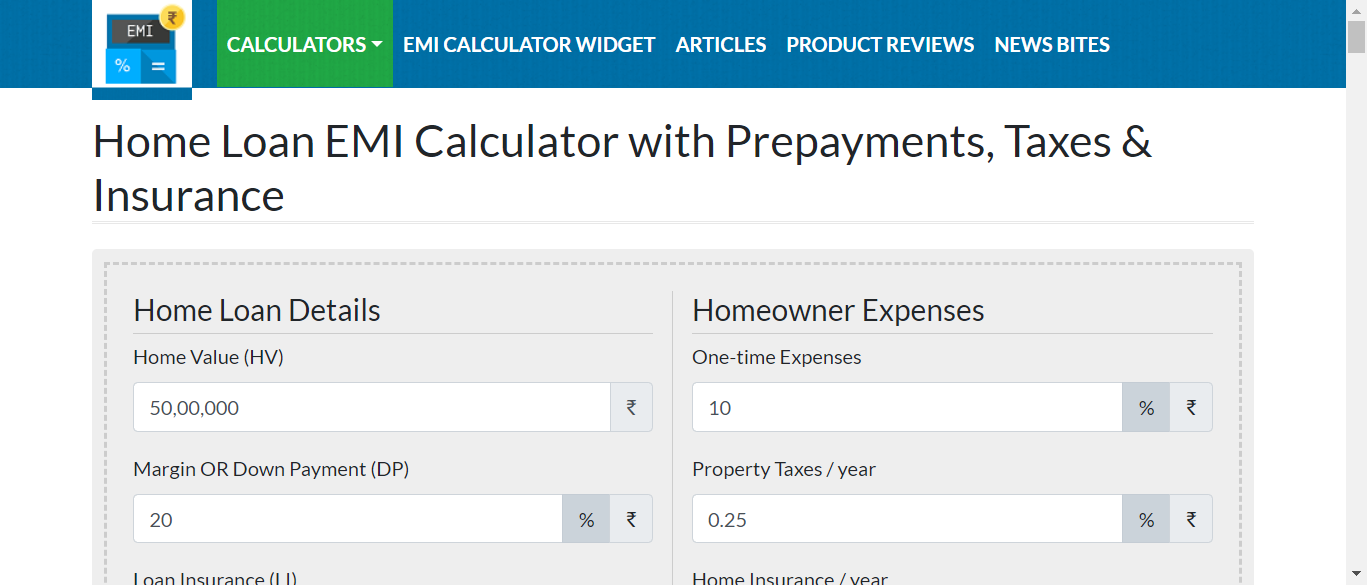 EMI
₹
%
=
CALCULATORS
EMI CALCULATOR WIDGET
ARTICLES
PRODUCT REVIEWS
NEWS BITES
Home Loan EMI Calculator with Prepayments, Taxes &
Insurance
Home Loan Details
Home Value (HV)
50,00,000
₹
Margin OR Down Payment (DP)
20
%
₹
Loan Insurance (LI)
Homeowner Expenses
One-time Expenses
10
%
₹
Property Taxes / year
0.25
%
₹
Home Insurance / year